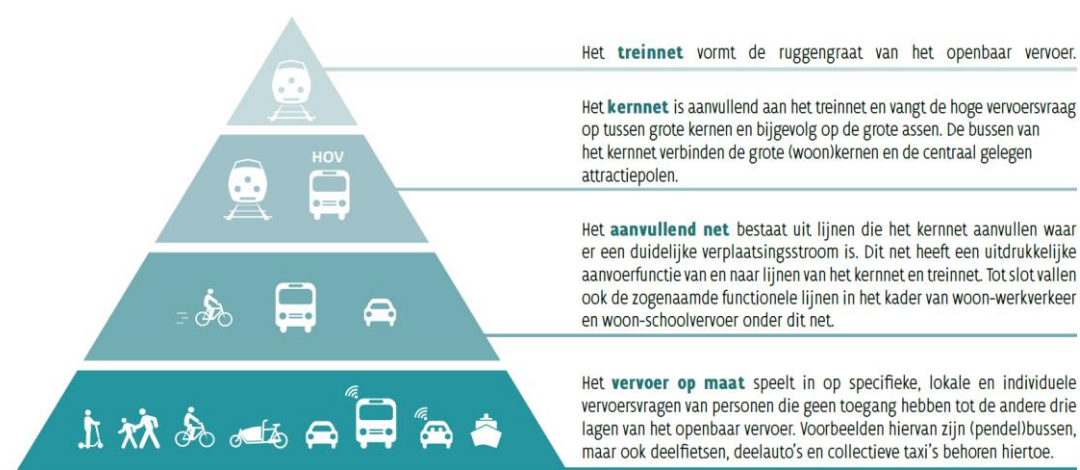 Het treinnet vormt de ruggengraat van het openbaar vervoer.
Het kernnet is aanvullend aan het treinnet en vangt de hoge vervoersvraag
op tussen grote kernen en bijgevolg op de grote assen. De bussen van
het kernnet verbinden de grote (woon)kernen en de centraal gelegen
attractiepolen.
HOV
Het aanvullend net bestaat uit lijnen die het kernnet aanvullen waar
er een duidelijke verplaatsingsstroom is. Dit net heeft een uitdrukkelijke
aanvoerfunctie van en naar lijnen van het kernnet en treinnet. Tot slot vallen
ook de zogenaamde functionele lijnen in het kader van woon-werkverkeer
en woon-schoolvervoer onder dit net.
Het vervoer op maat speelt in op specifieke, lokale en individuele
vervoersvragen van personen die geen toegang hebben tot de andere drie
lagen van het openbaar vervoer. Voorbeelden hiervan zijn (pendel)bussen,
maar ook deelfietsen, deelauto's en collectieve taxi's behoren hiertoe.